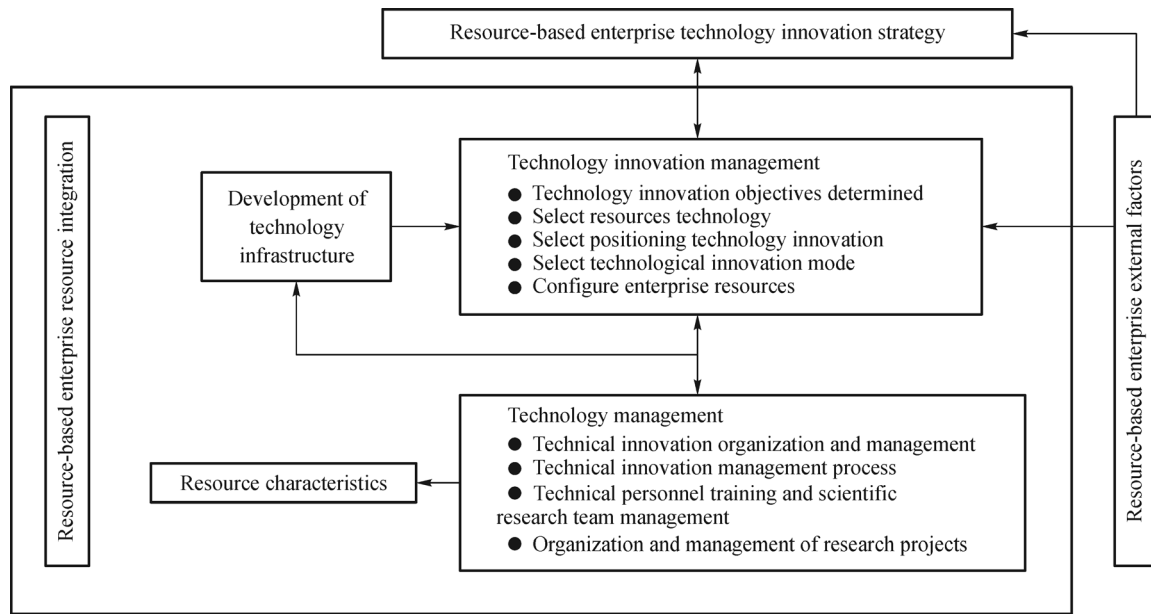 Resource-based enterprise technology innovation strategy
Resource-based enterprise resource integration
Development of
technology
infrastructure
Technology innovation management
● Technology innovation objectives determined
● Select resources technology
● Select positioning technology innovation
● Select technological innovation mode
● Configure enterprise resources
Resource-based enterprise external factors
Resource characteristics
Technology management
● Technical innovation organization and management
● Technical innovation management process
● Technical personnel training and scientific
research team management
● Organization and management of research projects